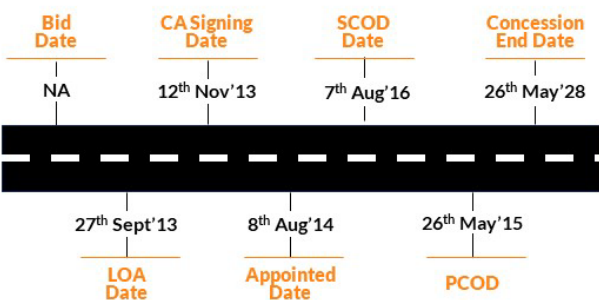 Bid
Date
CA Signing
Date
SCOD
Date
Concession
End Date
NA
12th Nov'13
7th Aug'16
26th May'28
27th Sept'13
8th Aug'14
26th May'15
LOA
Date
Appointed
Date
PCOD